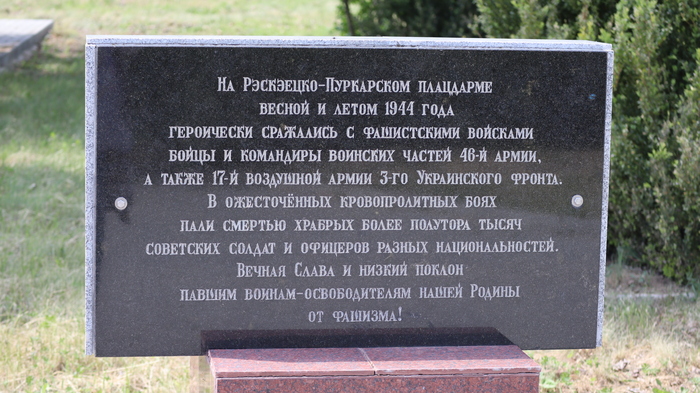 На Рэскэецко-Пуркарском плацдарме
весной и летом 1944 года
героически сражались с фашистскими войсками
бойцы и командиры воинских частей 46-й армии,
а также 17-й воздушной армии 3-го Украинского фронта.
В ожесточённых кровопролитных боях
пали смертью храбрых более полутора тысяч
советских солдат и офицеров разных национальностей.
Вечная Слава и низкий поклон
павшим воинам-освободителям нашей Родины
от фашизма!